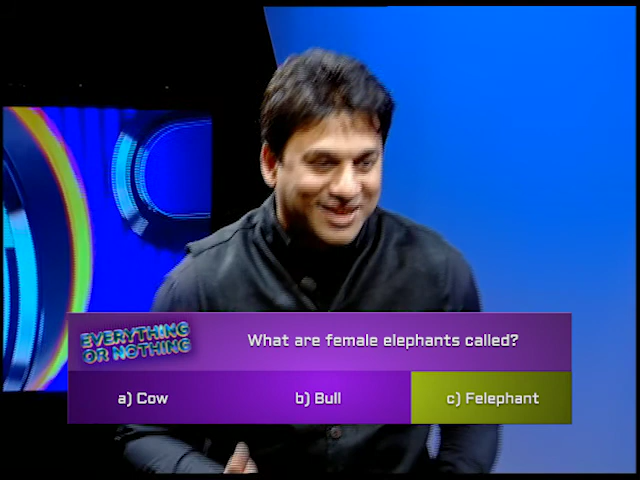 EVERYTHING
OR NOTHING
What are female elephants called?
a) Cow
b) Bull
c) Felephant